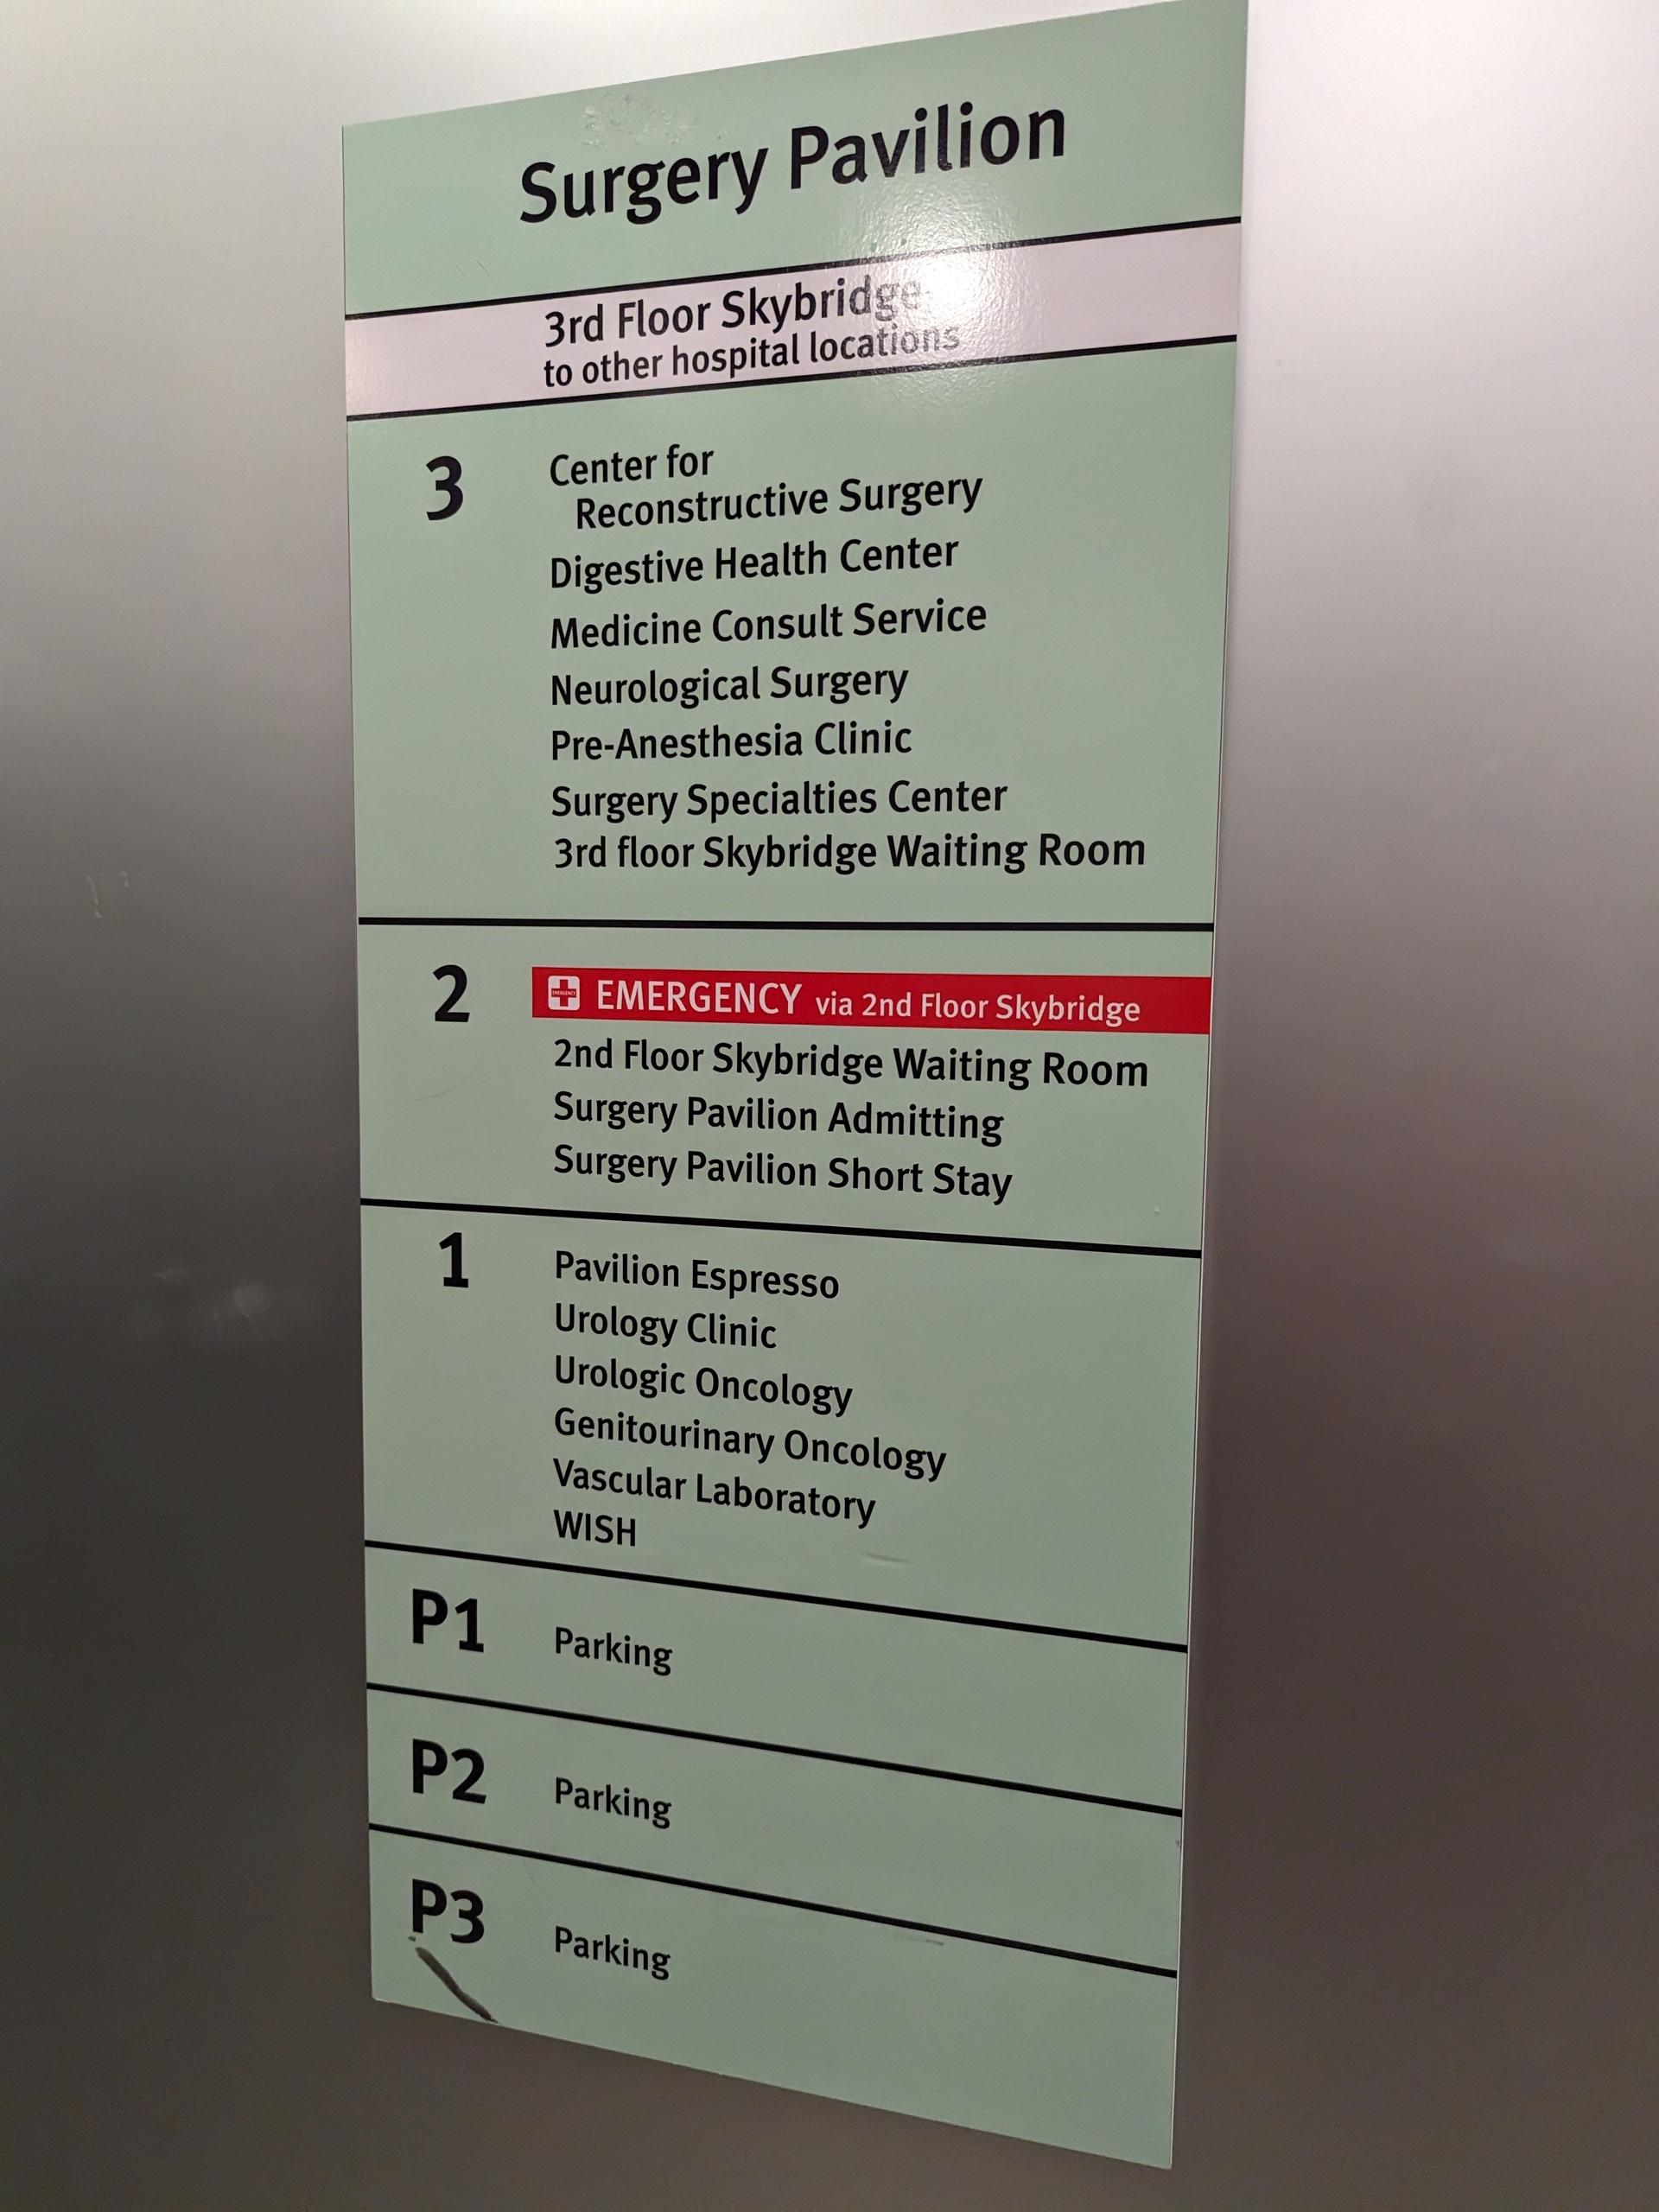 Surgery Pavilion
3rd Floor Skybridge
to other hospital locations
3
Center for
Reconstructive Surgery
Digestive Health Center
Medicine Consult Service
Neurological Surgery
Pre-Anesthesia Clinic
Surgery Specialties Center
3rd floor Skybridge Waiting Room
2
EMERGENCY
EMERGENCY via 2nd Floor Skybridge
2nd Floor Skybridge Waiting Room
Surgery Pavilion Admitting
Surgery Pavilion Short Stay
1
Pavilion Espresso
Urology Clinic
Urologic Oncology
Genitourinary Oncology
Vascular Laboratory
WISH
P1 Parking
P2 Parking
P3 Parking